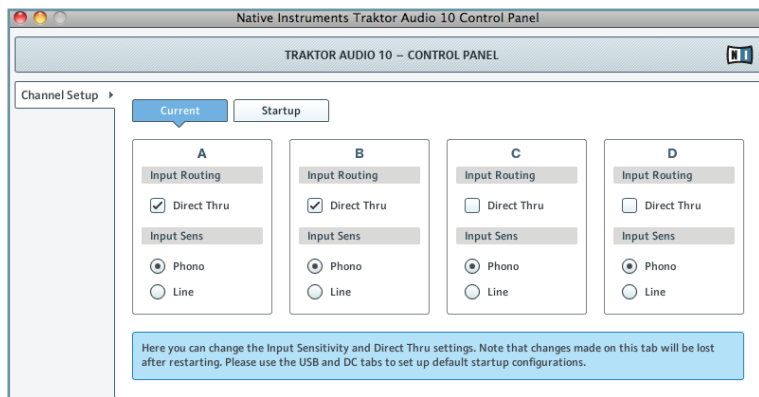 Native Instruments Traktor Audio 10 Control Panel
TRAKTOR AUDIO 10 – CONTROL PANEL
NI
Channel Setup
Current Startup
A B C D
Input Routing Input Routing Input Routing Input Routing
Direct Thru Direct Thru Direct Thru Direct Thru
Input Sens Input Sens Input Sens Input Sens
Phono Phono Phono Phono
Line Line Line Line
Here you can change the Input Sensitivity and Direct Thru settings. Note that changes made on this tab will be lost
after restarting. Please use the USB and DC tabs to set up default startup configurations.